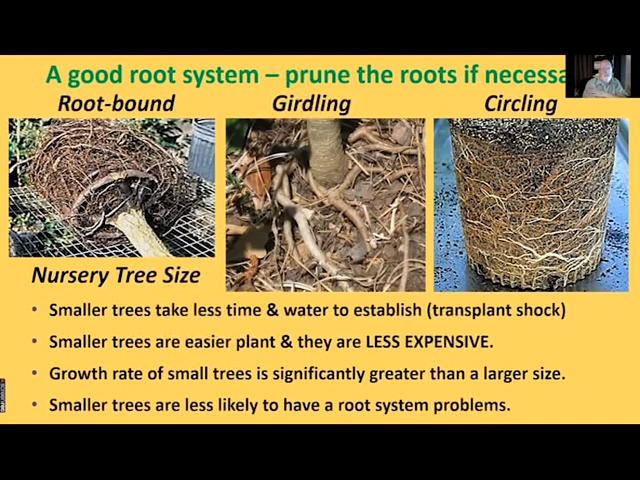 A good root system – prune the roots if necessa
Root-bound
Girdling
Circling
Nursery Tree Size
• Smaller trees take less time & water to establish (transplant shock)
• Smaller trees are easier plant & they are LESS EXPENSIVE.
• Growth rate of small trees is significantly greater than a larger size.
• Smaller trees are less likely to have a root system problems.